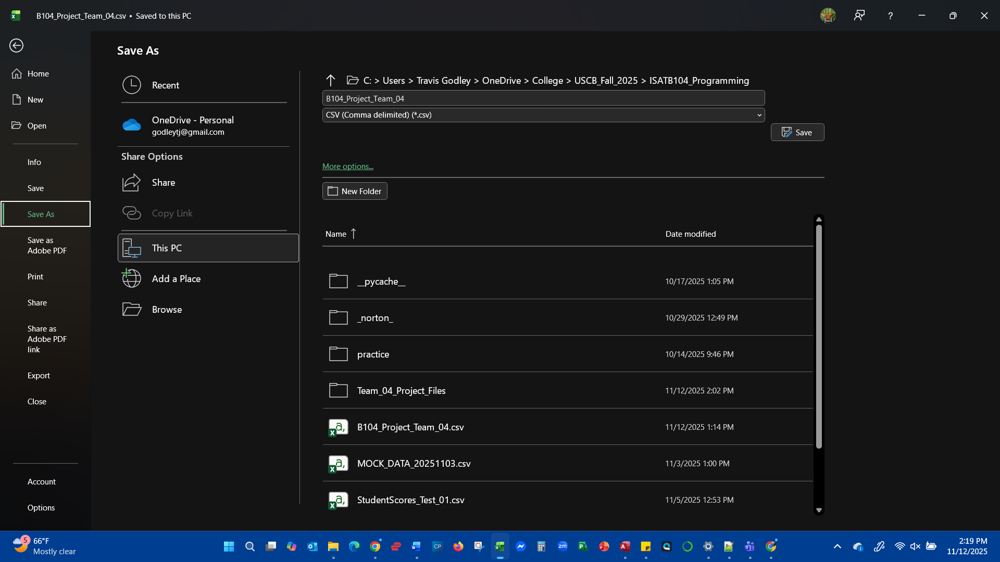 B104_Project_Team_04.csv • Saved to this PC
?
Home
New
Open
Info
Save
Save As
Save as
Adobe PDF
Print
Share
Share as
Adobe PDF
link
Export
Close
Account
Options
Save As
Recent
OneDrive - Personal
godleytj@gmail.com
Share Options
Share
Copy Link
This PC
Add a Place
Browse
C: > Users > Travis Godley > OneDrive > College > USCB_Fall_2025 > ISATB104_Programming
B104_Project_Team_04
CSV (Comma delimited) (*.csv)
Save
More options...
New Folder
Name Date modified
__pycache__ 10/17/2025 1:05 PM
_norton_ 10/29/2025 12:49 PM
practice 10/14/2025 9:46 PM
Team_04_Project_Files 11/12/2025 2:02 PM
B104_Project_Team_04.csv 11/12/2025 1:14 PM
MOCK_DATA_20251103.csv 11/3/2025 1:00 PM
StudentScores_Test_01.csv 11/5/2025 12:53 PM
5
66°F
Mostly clear
CP
zm
2:19 PM
11/12/2025